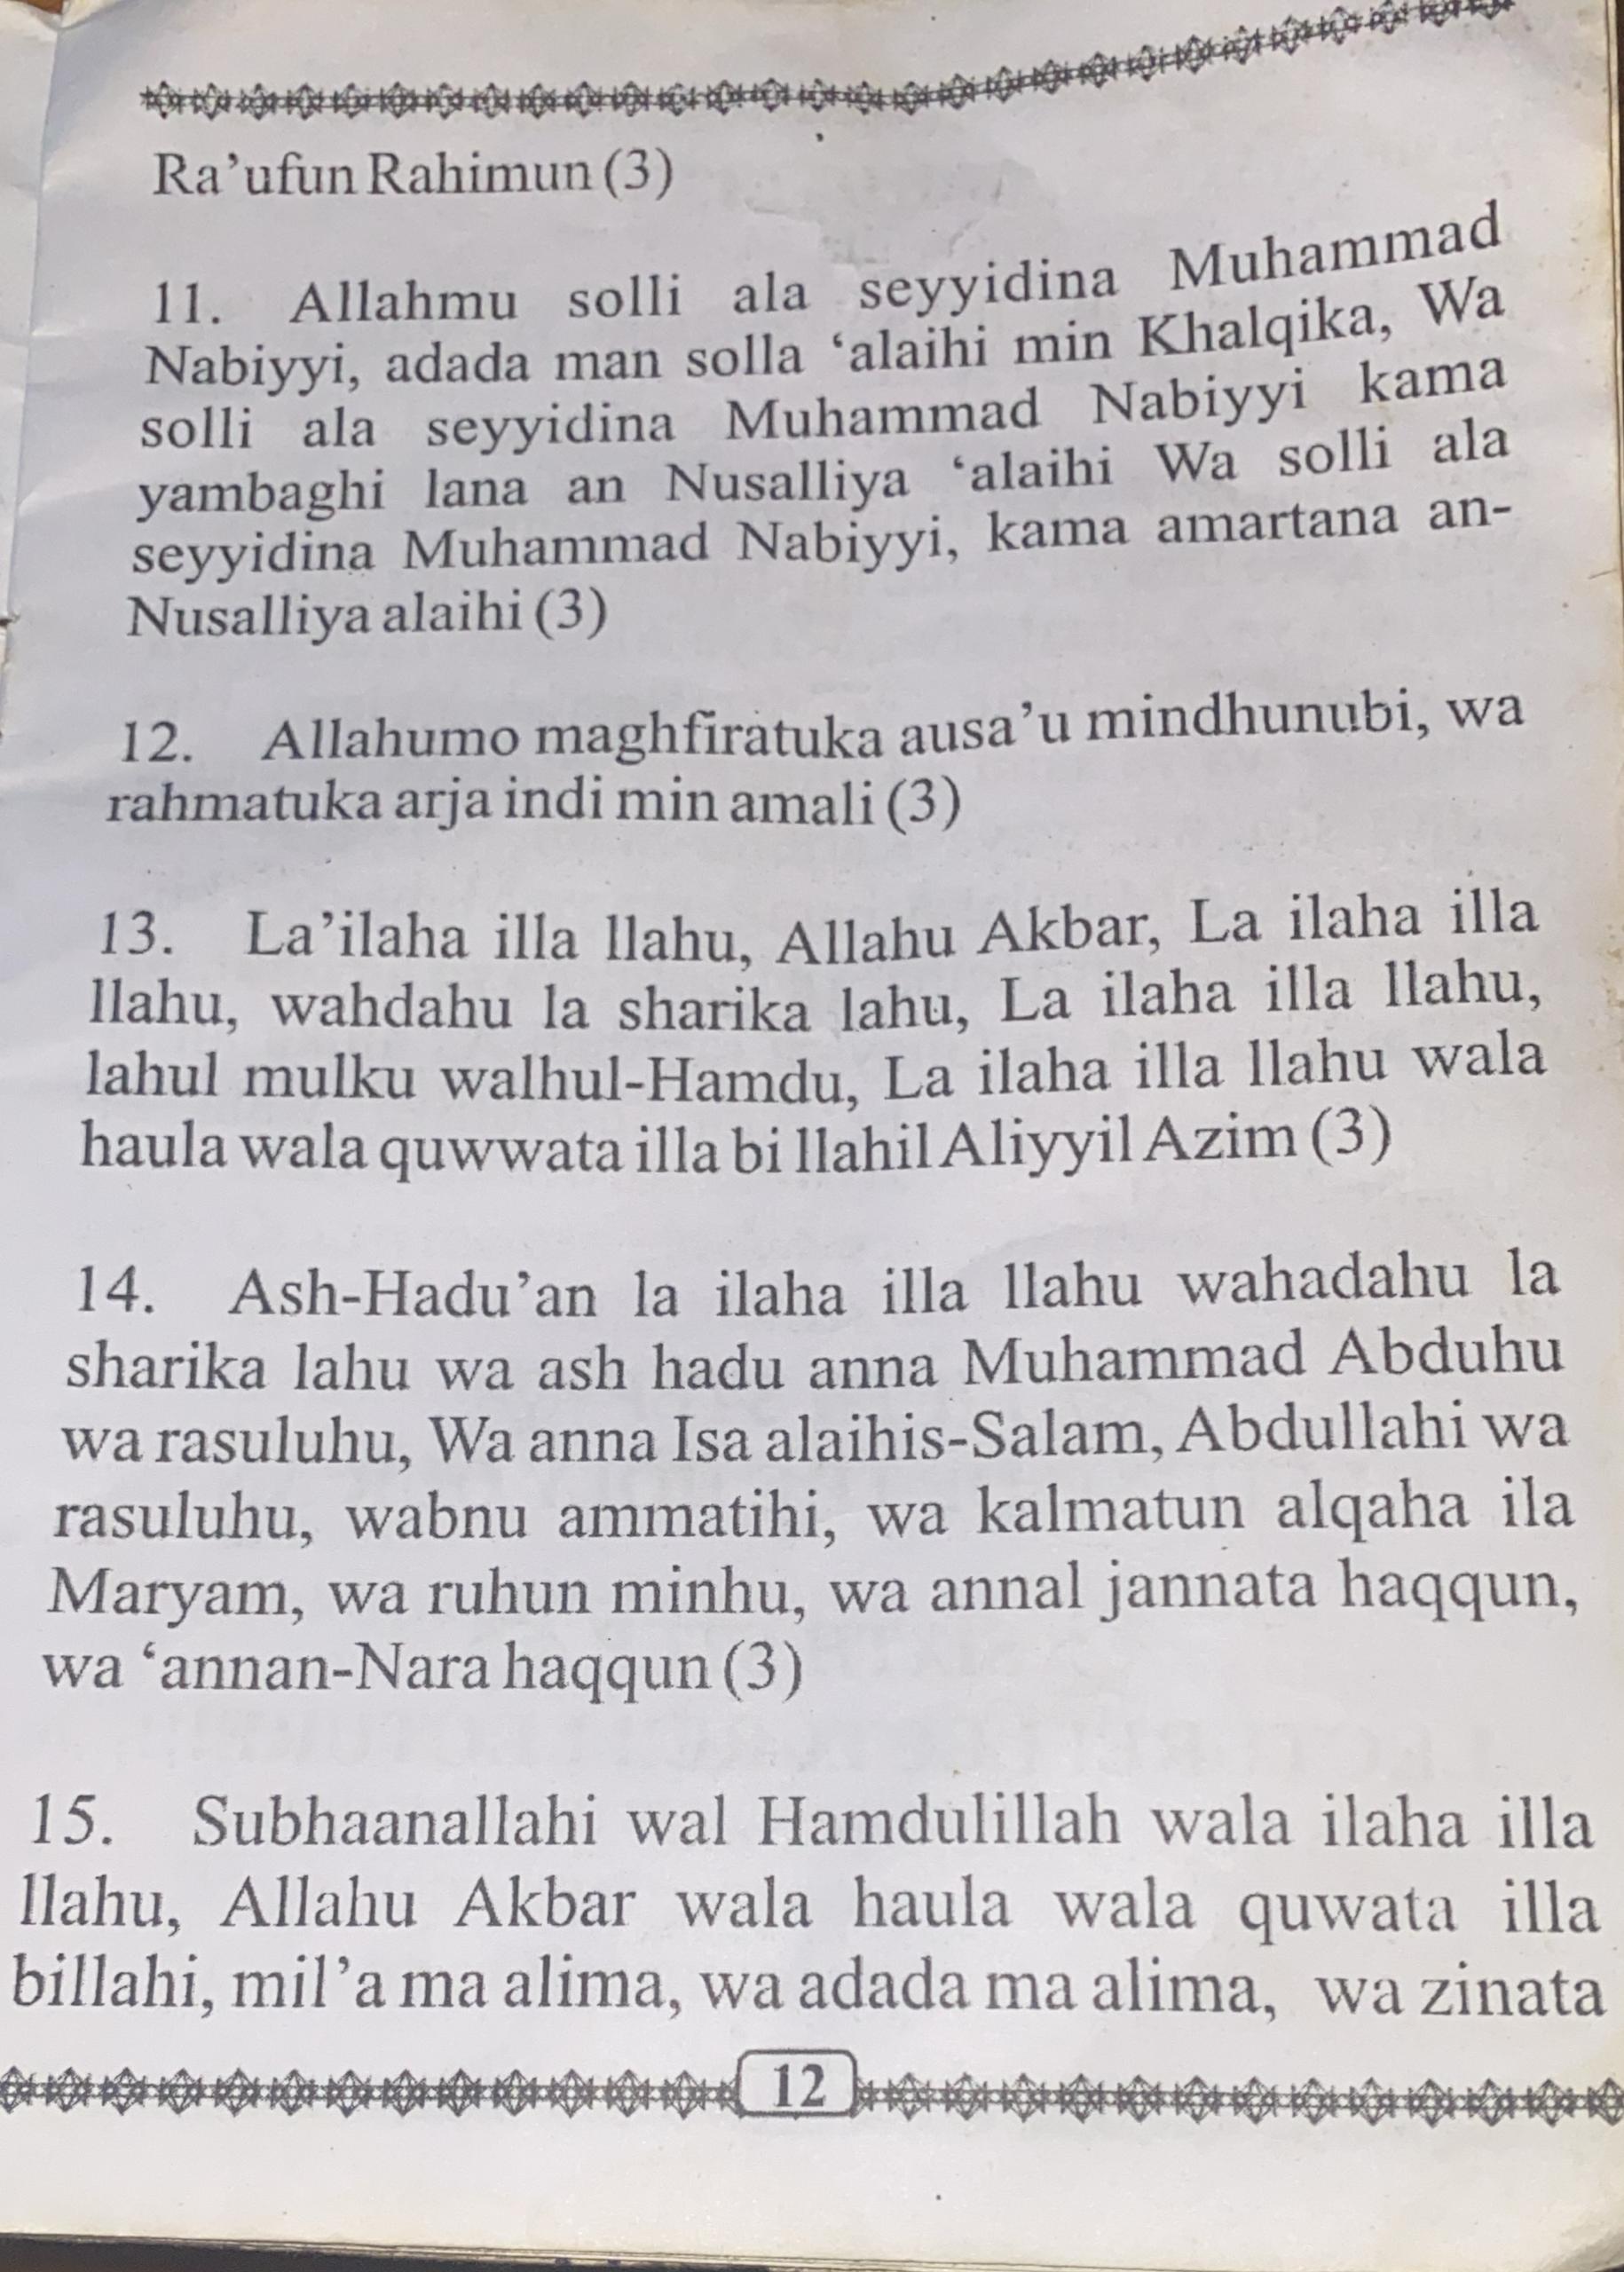 Ra’ufun Rahimun (3)
11. Allahmu solli ala seyyidina Muhammad
Nabiyyi, adada man solla ‘alaihi min Khalqika, Wa
solli ala seyyidina Muhammad Nabiyyi kama
yambaghi lana an Nusalliya ‘alaihi Wa solli ala
seyyidina Muhammad Nabiyyi, kama amartana an-
Nusalliya alaihi (3)
12. Allahumo maghfiratuka ausa’u mindhunubi, wa
rahmatuka arja indi min amali (3)
13. La’ilaha illa llahu, Allahu Akbar, La ilaha illa
llahu, wahdahu la sharika lahu, La ilaha illa llahu,
lahul mulku walhul-Hamdu, La ilaha illa llahu wala
haula wala quwwata illa bi llahil Aliyyil Azim (3)
14. Ash-Hadu’an la ilaha illa llahu wahadahu la
sharika lahu wa ash hadu anna Muhammad Abduhu
wa rasuluhu, Wa anna Isa alaihis-Salam, Abdullahi wa
rasuluhu, wabnu ammatihi, wa kalmatun alqaha ila
Maryam, wa ruhun minhu, wa annal jannata haqqun,
wa ‘annan-Nara haqqun (3)
15. Subhaanallahi wal Hamdulillah wala ilaha illa
llahu, Allahu Akbar wala haula wala quwata illa
billahi, mil’a ma alima, wa adada ma alima, wa zinata
12